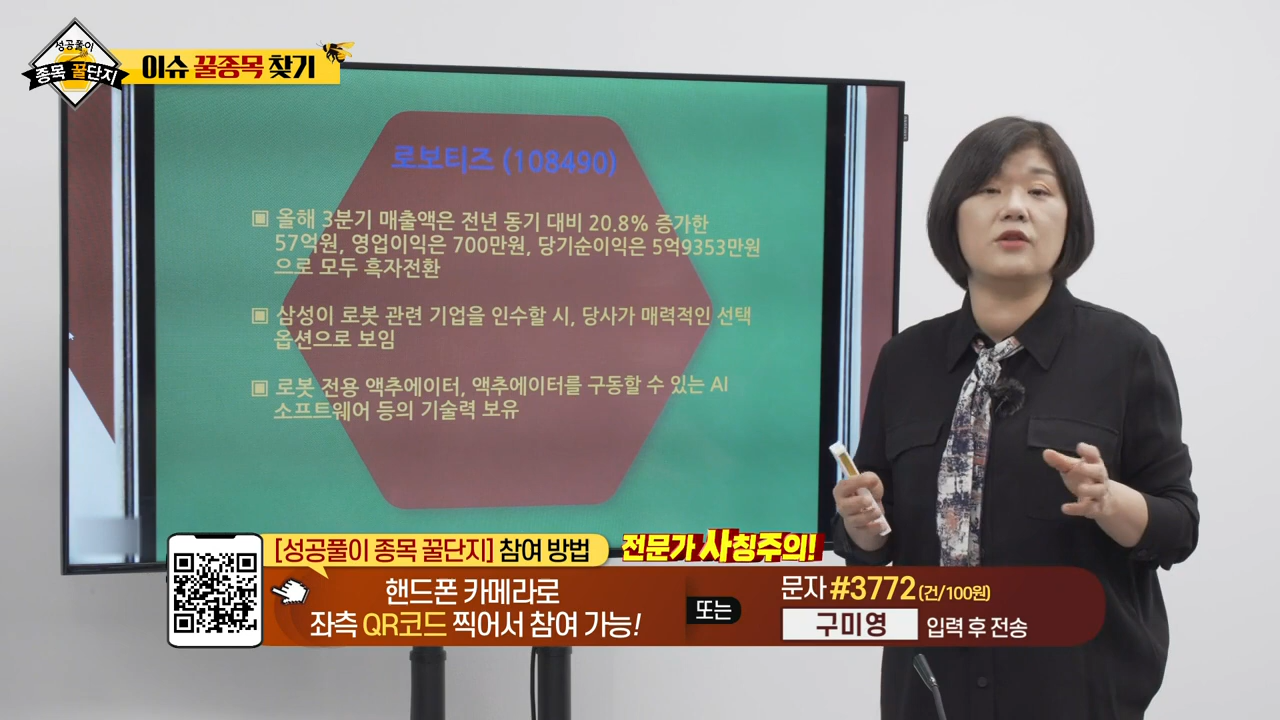 성공풀이
종목 꿀단지
이슈 꿀종목 찾기
로보티즈 (108490)
▣ 올해 3분기 매출액은 전년 동기 대비 20.8% 증가한
57억원, 영업이익은 700만원, 당기순이익은 5억9353만원
으로 모두 흑자전환
▣ 삼성이 로봇 관련 기업을 인수할 시, 당사가 매력적인 선택
옵션으로 보임
▣ 로봇 전용 액추에이터, 액추에이터를 구동할 수 있는 AI
소프트웨어 등의 기술력 보유
[성공풀이 종목 꿀단지] 참여 방법
전문가 사칭주의!
핸드폰 카메라로
좌측 QR코드 찍어서 참여 가능!
또는
문자 #3772 (건/100원)
구미영 입력 후 전송